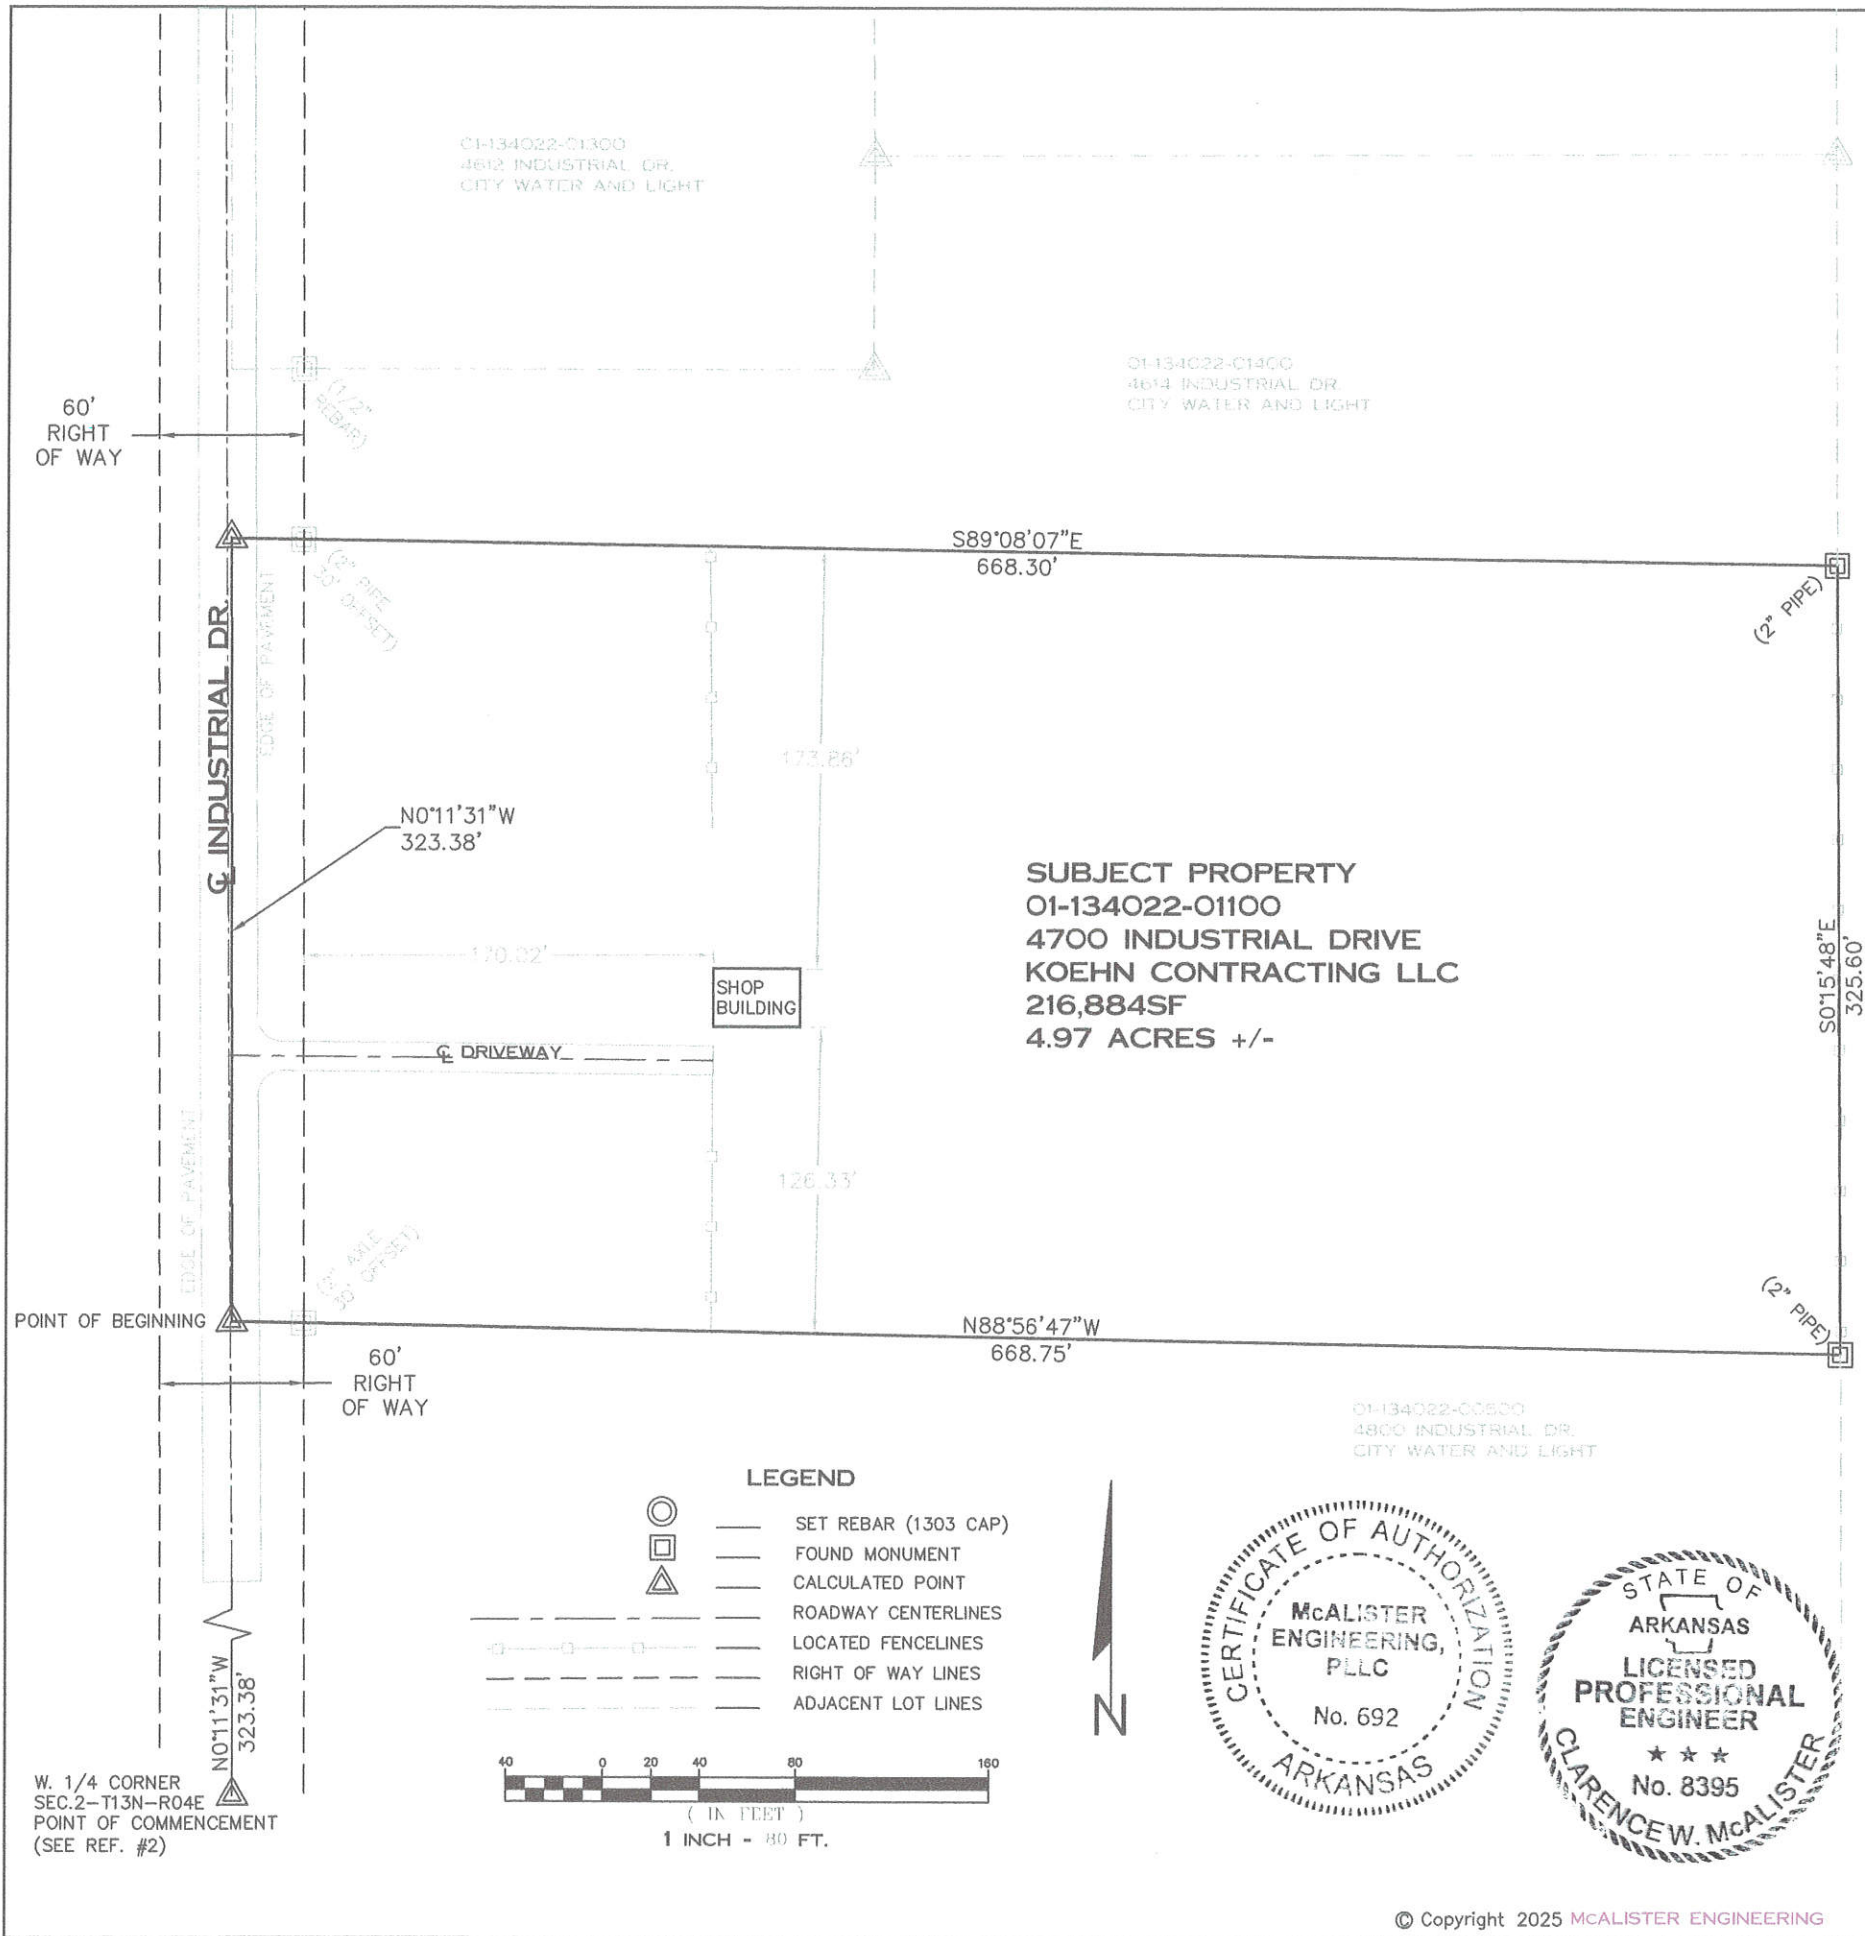 01-134022-01300
4612 INDUSTRIAL DR.
CITY WATER AND LIGHT
01-134022-01400
4614 INDUSTRIAL DR.
CITY WATER AND LIGHT
60'
RIGHT
OF WAY
(1/2"
REBAR)
S89°08'07"E
668.30'
(2" PIPE
30' OFFSET)
(2" PIPE)
℄ INDUSTRIAL DR.
EDGE OF PAVEMENT
173.86'
N0°11'31"W
323.38'
SUBJECT PROPERTY
01-134022-01100
4700 INDUSTRIAL DRIVE
KOEHN CONTRACTING LLC
216,884SF
4.97 ACRES +/-
S0°15'48"E
325.60'
170.02'
SHOP
BUILDING
℄ DRIVEWAY
EDGE OF PAVEMENT
126.33'
AXLE
30' OFFSET)
(2" PIPE)
POINT OF BEGINNING
N88°56'47"W
668.75'
60'
RIGHT
OF WAY
4800 INDUSTRIAL DR.
CITY WATER AND LIGHT
LEGEND
SET REBAR (1303 CAP)
FOUND MONUMENT
CALCULATED POINT
ROADWAY CENTERLINES
LOCATED FENCELINES
RIGHT OF WAY LINES
ADJACENT LOT LINES
N
CERTIFICATE OF AUTHORIZATION
McALISTER
ENGINEERING,
PLLC
No. 692
ARKANSAS
STATE OF
ARKANSAS
LICENSED
PROFESSIONAL
ENGINEER
★ ★ ★
No. 8395
CLARENCE W. McALISTER
N0°11'31"W
323.38'
40 0 20 40 80 160
( IN FEET )
1 INCH = 80 FT.
W. 1/4 CORNER
SEC.2-T13N-R04E
POINT OF COMMENCEMENT
(SEE REF. #2)
© Copyright 2025 McALISTER ENGINEERING